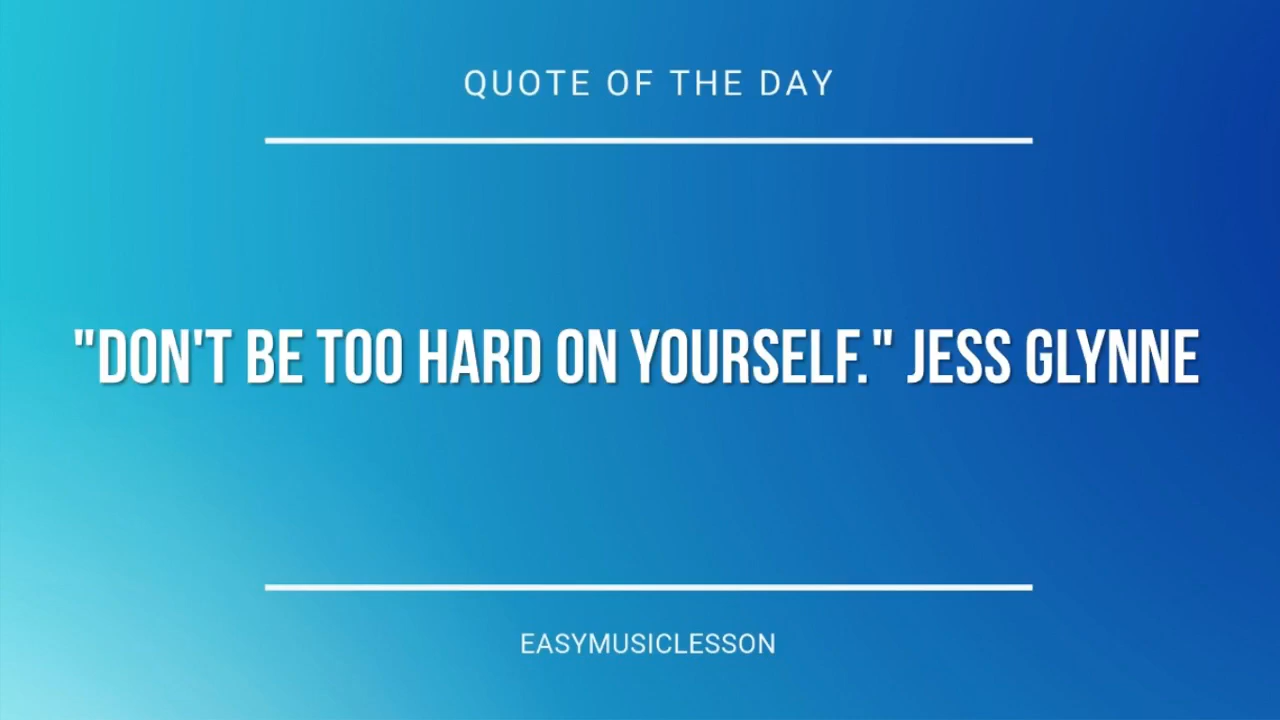 QUOTE OF THE DAY
"DON'T BE TOO HARD ON YOURSELF." JESS GLYNNE
EASYMUSICLESSON